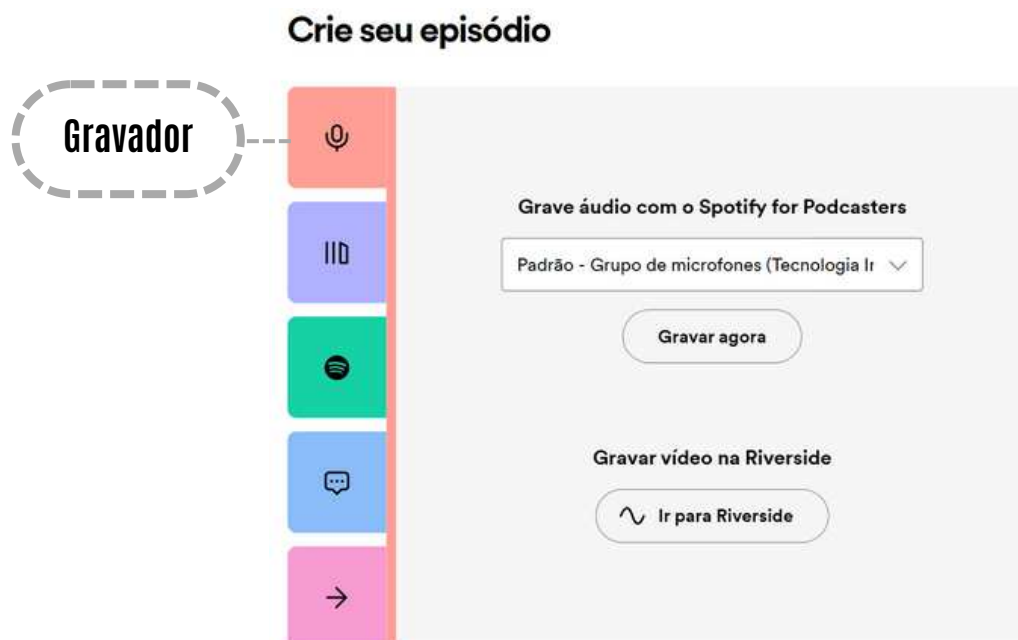 Crie seu episódio
Gravador
Grave áudio com o Spotify for Podcasters
Padrão - Grupo de microfones (Tecnologia Ir
Gravar agora
Gravar vídeo na Riverside
Ir para Riverside